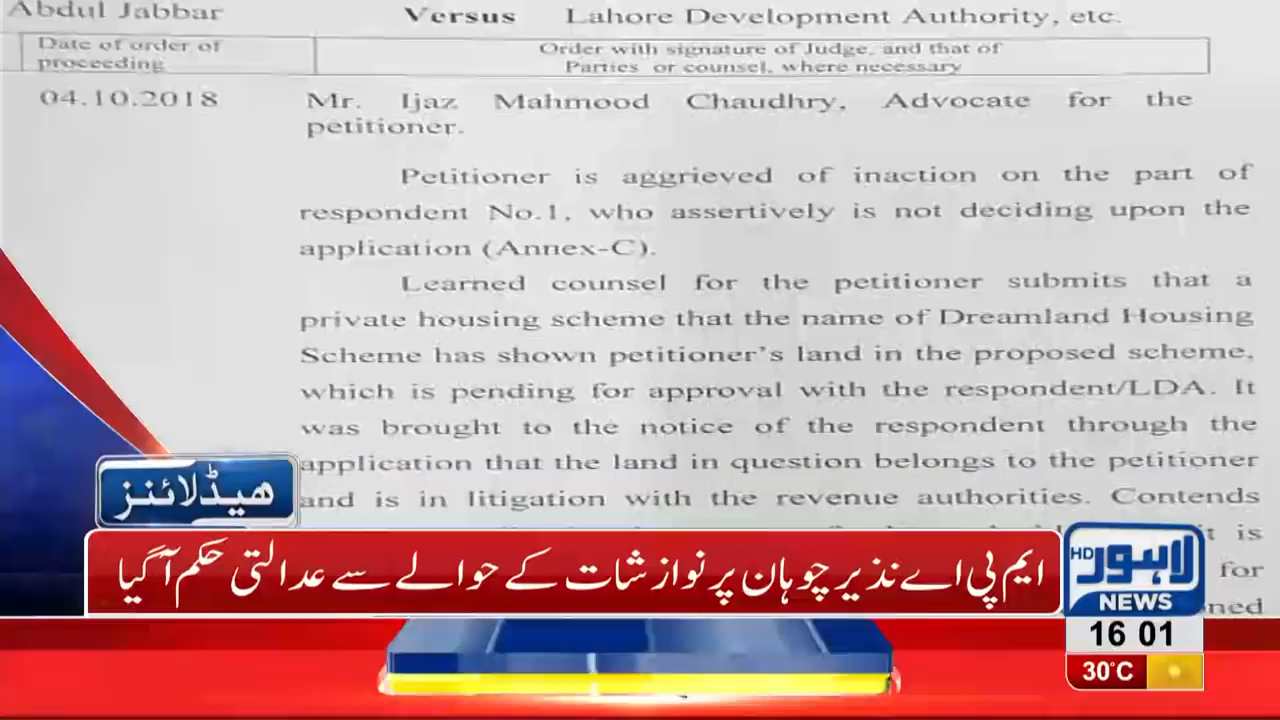 Abdul Jabbar Versus Lahore Development Authority, etc.
Date of order of proceeding
Order with signature of Judge, and that of
Parties or counsel, where necessary
04.10.2018
Mr. Ijaz Mahmood Chaudhry, Advocate for the
petitioner.
Petitioner is aggrieved of inaction on the part of
respondent No.1, who assertively is not deciding upon the
application (Annex-C).
Learned counsel for the petitioner submits that a
private housing scheme that the name of Dreamland Housing
Scheme has shown petitioner's land in the proposed scheme,
which is pending for approval with the respondent/LDA. It
was brought to the notice of the respondent through the
application that the land in question belongs to the petitioner
and is in litigation with the revenue authorities. Contends
it is
for
ہیڈلائنز
ایم پی اے نذیر چوہان پر نوازشات کے حوالے سے عدالتی حکم آگیا
لاہور HD
NEWS
16 01
30°C